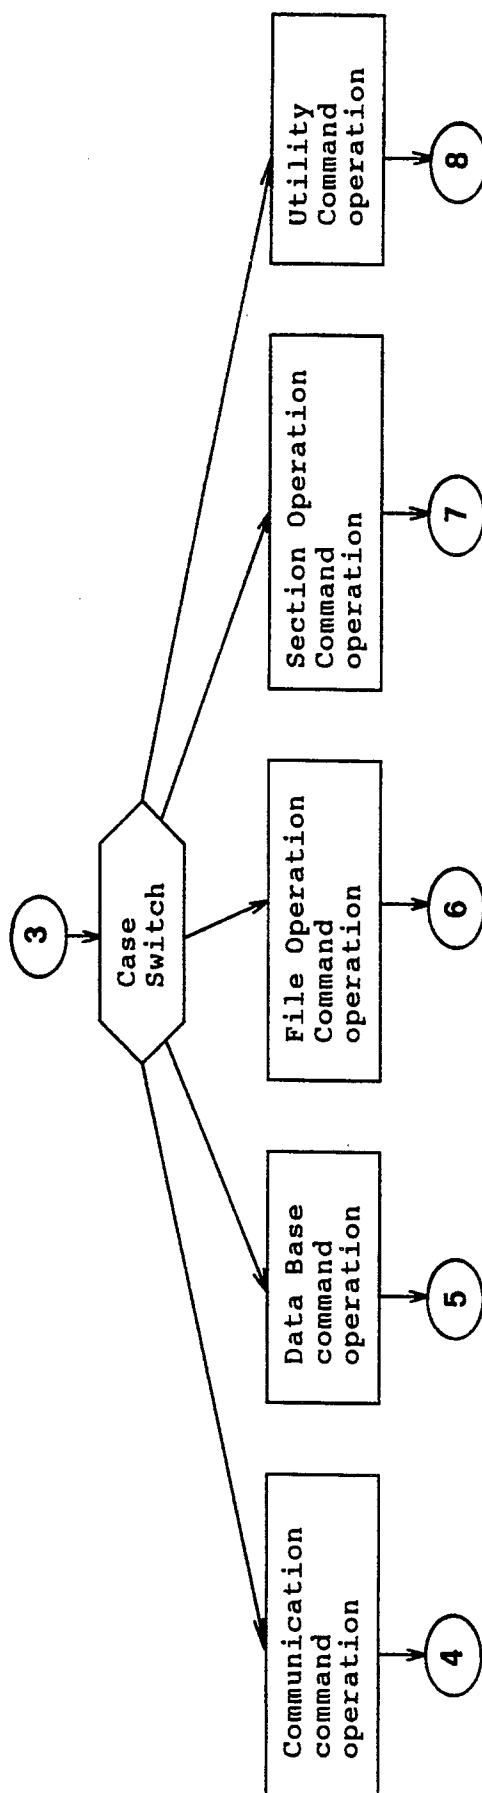 3
Case
Switch
Communication
command
operation
Data Base
command
operation
File Operation
Command
operation
Section Operation
Command
operation
Utility
Command
operation
4
5
6
7
8